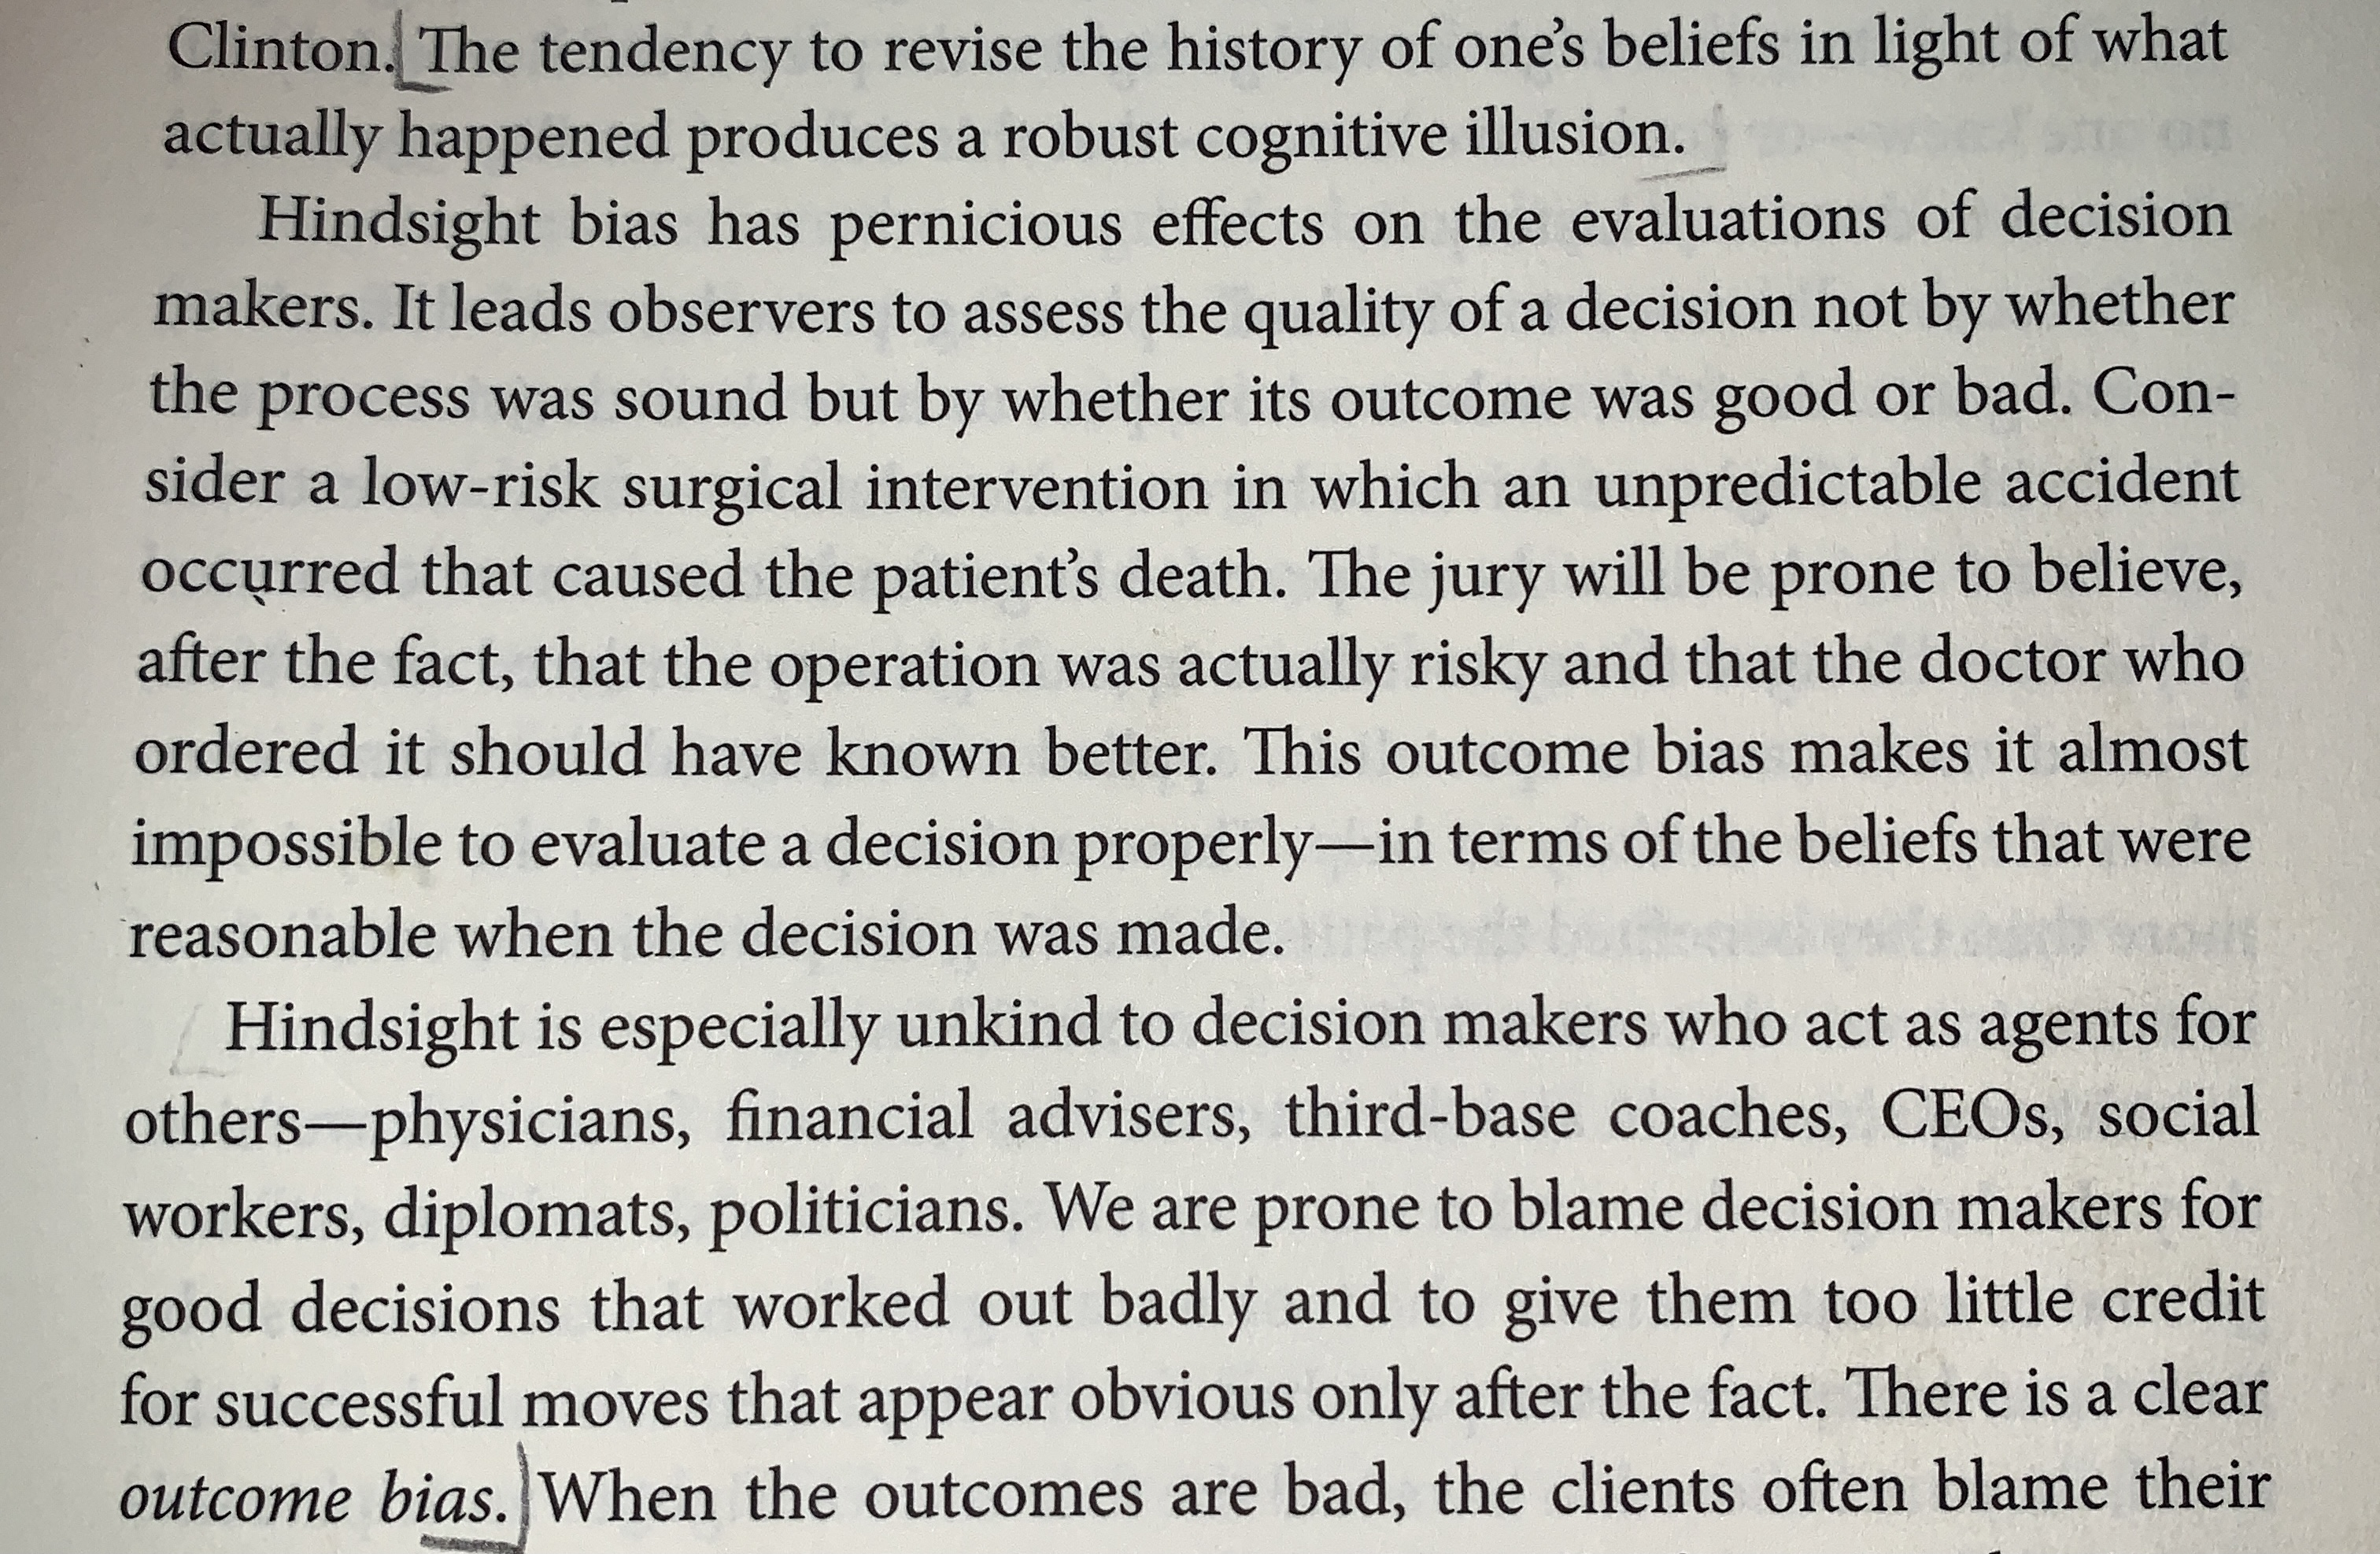 Clinton. The tendency to revise the history of one’s beliefs in light of what
actually happened produces a robust cognitive illusion.
Hindsight bias has pernicious effects on the evaluations of decision
makers. It leads observers to assess the quality of a decision not by whether
the process was sound but by whether its outcome was good or bad. Con-
sider a low-risk surgical intervention in which an unpredictable accident
occurred that caused the patient’s death. The jury will be prone to believe,
after the fact, that the operation was actually risky and that the doctor who
ordered it should have known better. This outcome bias makes it almost
impossible to evaluate a decision properly—in terms of the beliefs that were
reasonable when the decision was made.
Hindsight is especially unkind to decision makers who act as agents for
others—physicians, financial advisers, third-base coaches, CEOs, social
workers, diplomats, politicians. We are prone to blame decision makers for
good decisions that worked out badly and to give them too little credit
for successful moves that appear obvious only after the fact. There is a clear
outcome bias. When the outcomes are bad, the clients often blame their